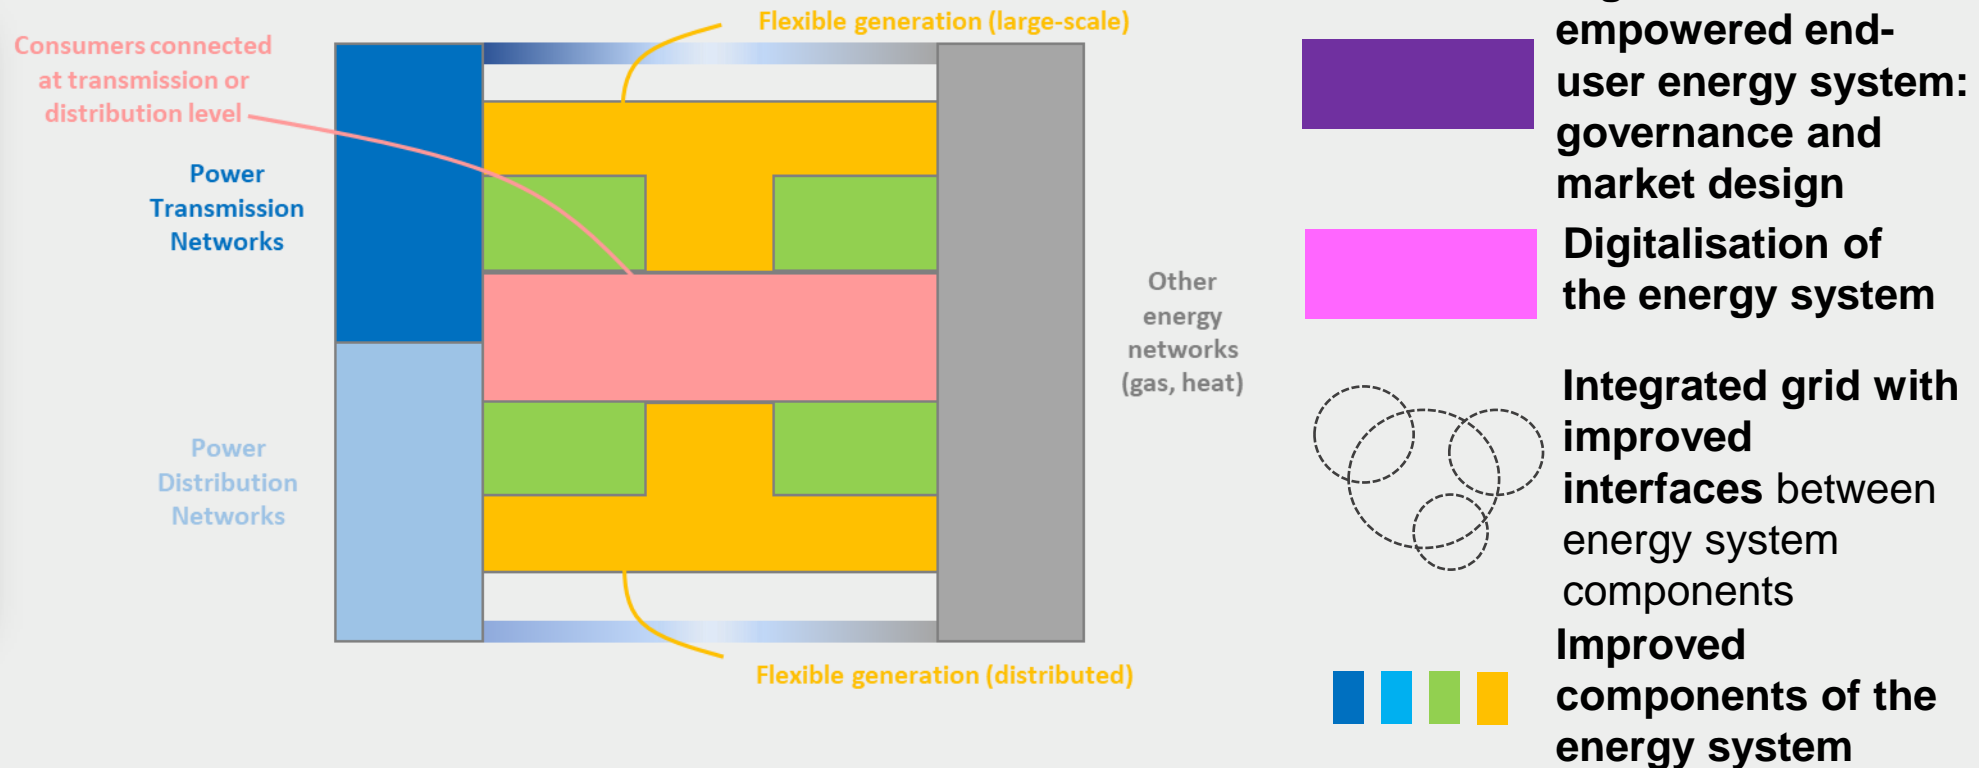 Flexible generation (large-scale)
Consumers connected
at transmission or
distribution level
Power
Transmission
Networks
Other
energy
networks
(gas, heat)
Power
Distribution
Networks
Flexible generation (distributed)
empowered end-
user energy system:
governance and
market design
Digitalisation of
the energy system
Integrated grid with
improved
interfaces between
energy system
components
Improved
components of the
energy system